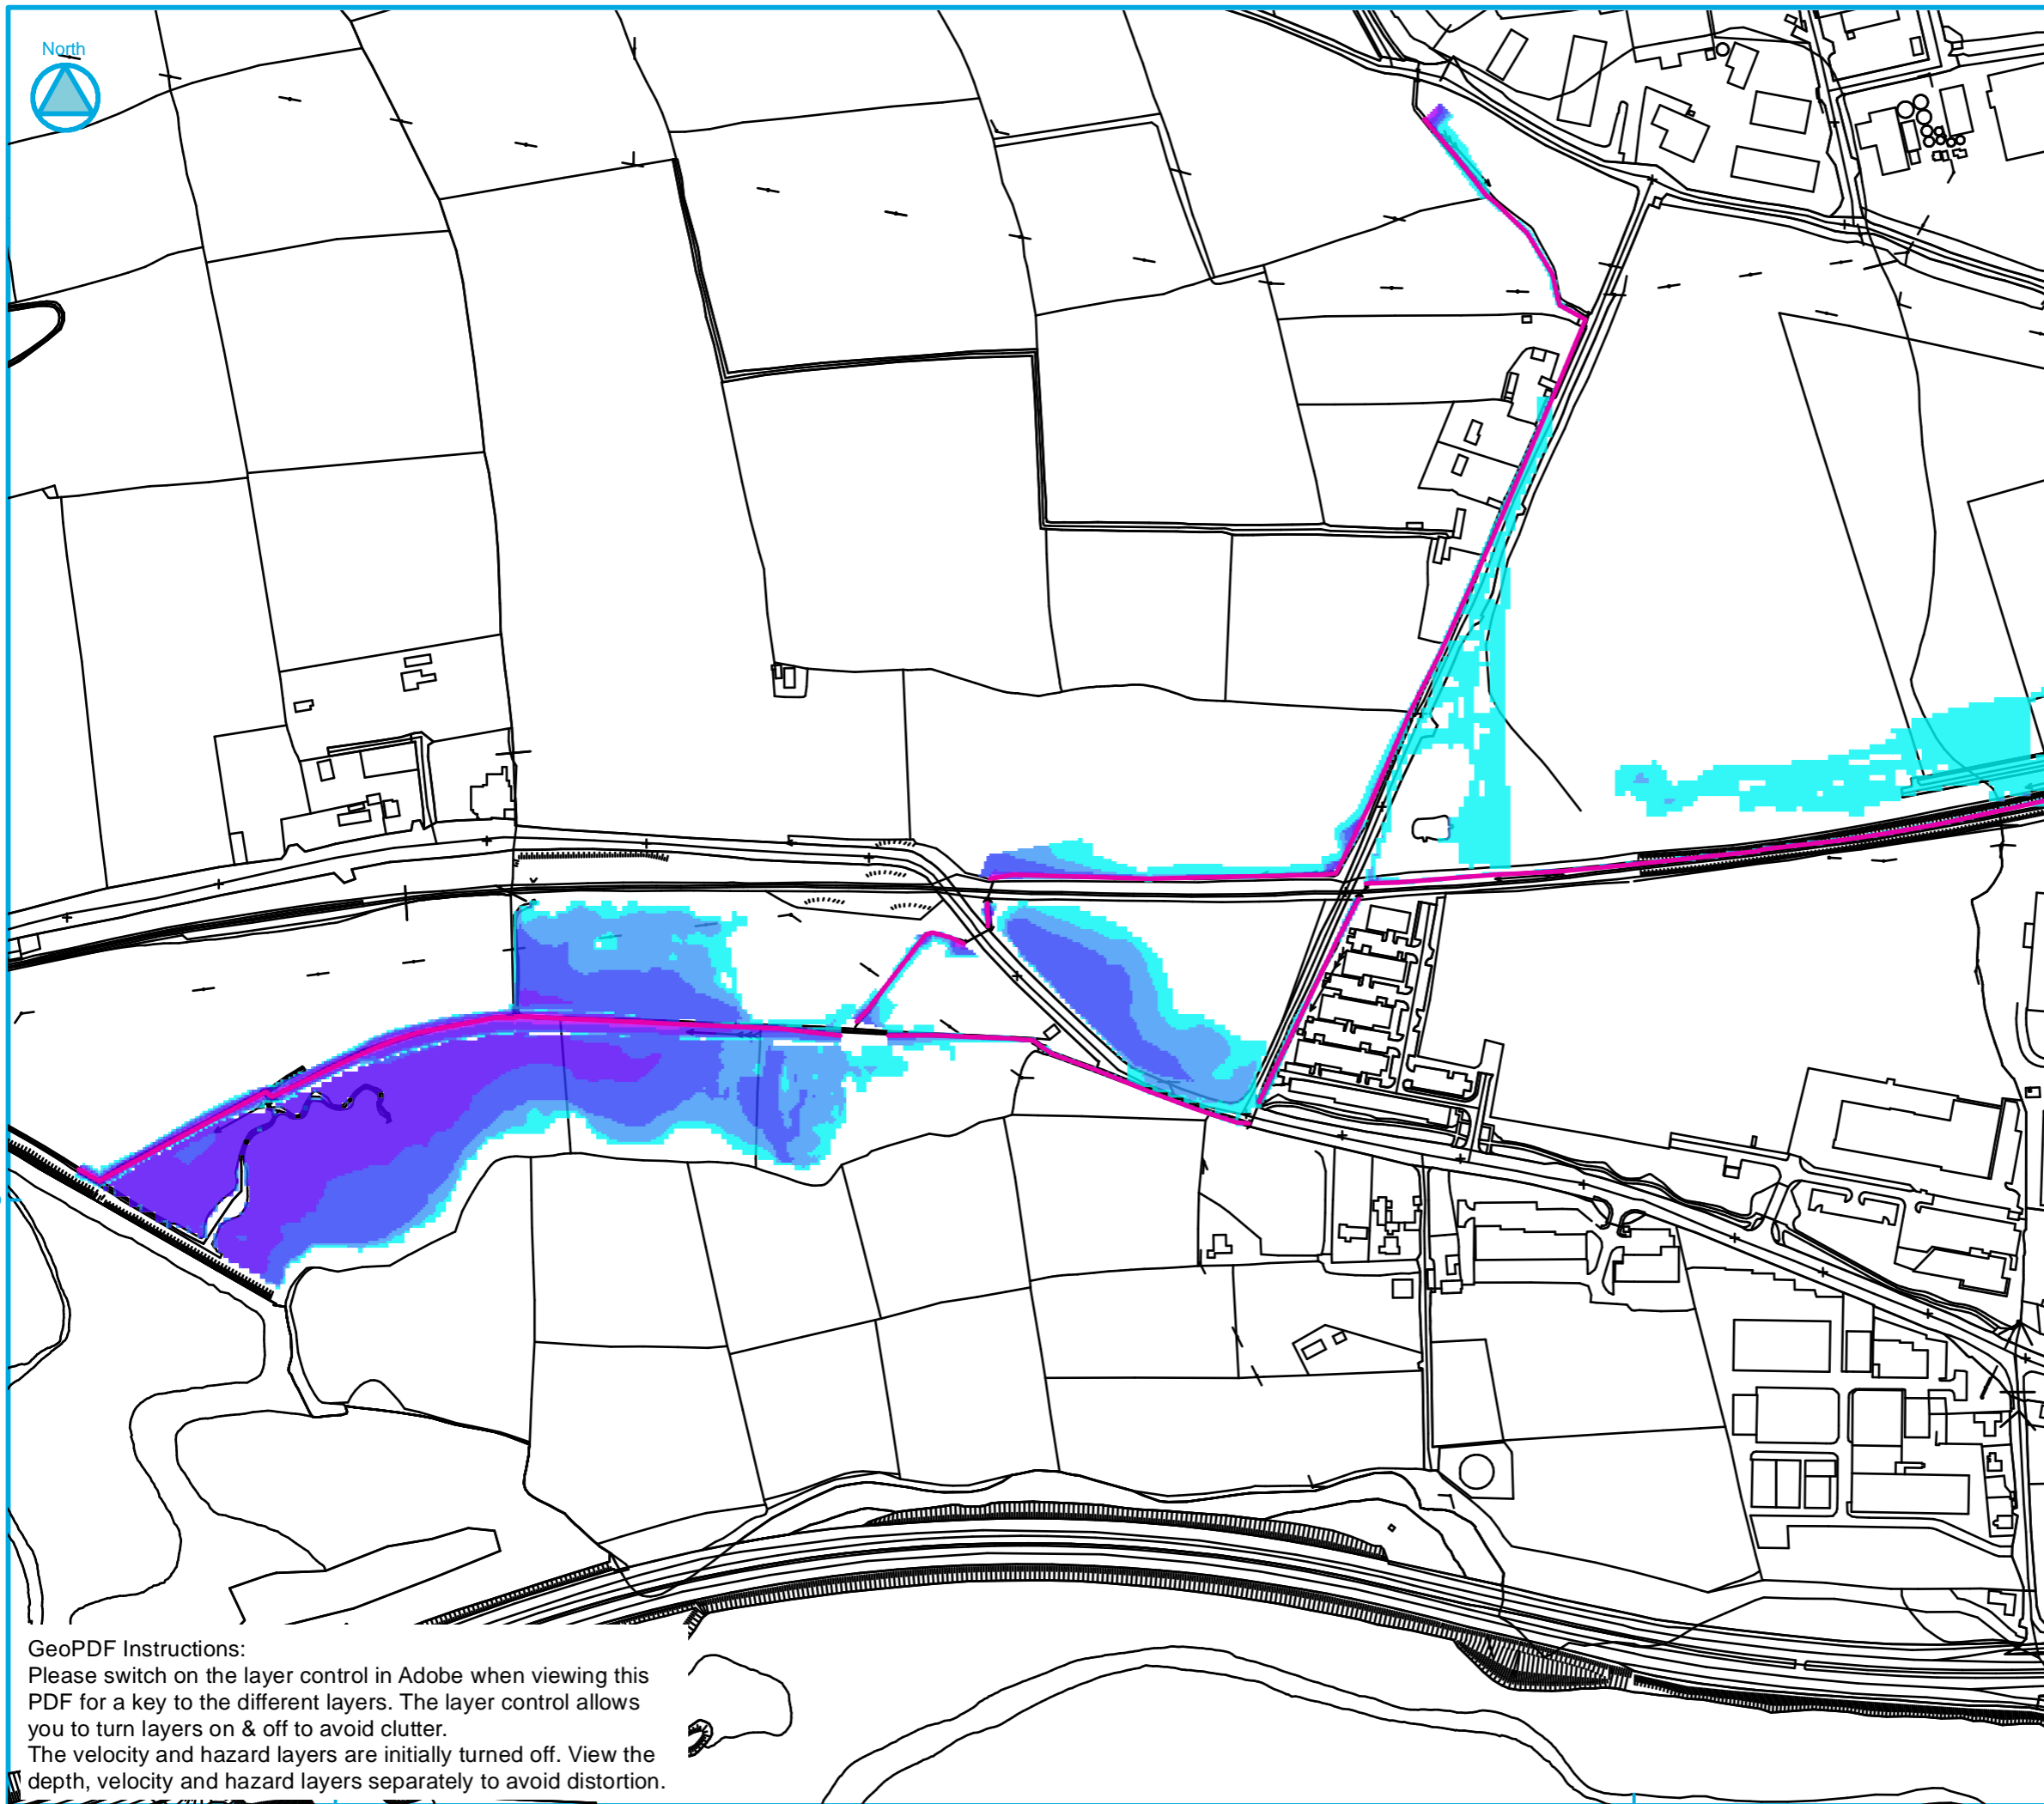 North
GeoPDF Instructions:
Please switch on the layer control in Adobe when viewing this
PDF for a key to the different layers. The layer control allows
you to turn layers on & off to avoid clutter.
The velocity and hazard layers are initially turned off. View the
depth, velocity and hazard layers separately to avoid distortion.